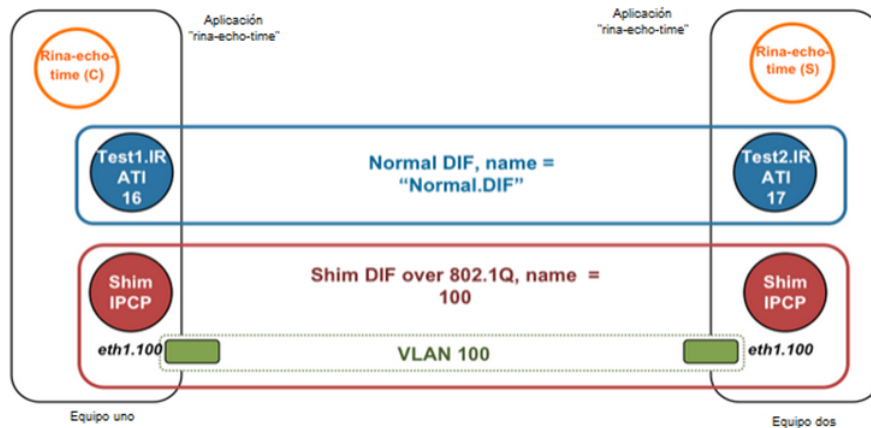 Aplicación
"rina-echo-time"
Aplicación
"rina-echo-time"
Rina-echo-
time (C)
Rina-echo-
time (S)
Test1.IR
ATI
16
Normal DIF, name =
“Normal.DIF”
Test2.IR
ATI
17
Shim
IPCP
Shim DIF over 802.1Q, name =
100
Shim
IPCP
eth1.100
VLAN 100
eth1.100
Equipo uno
Equipo dos